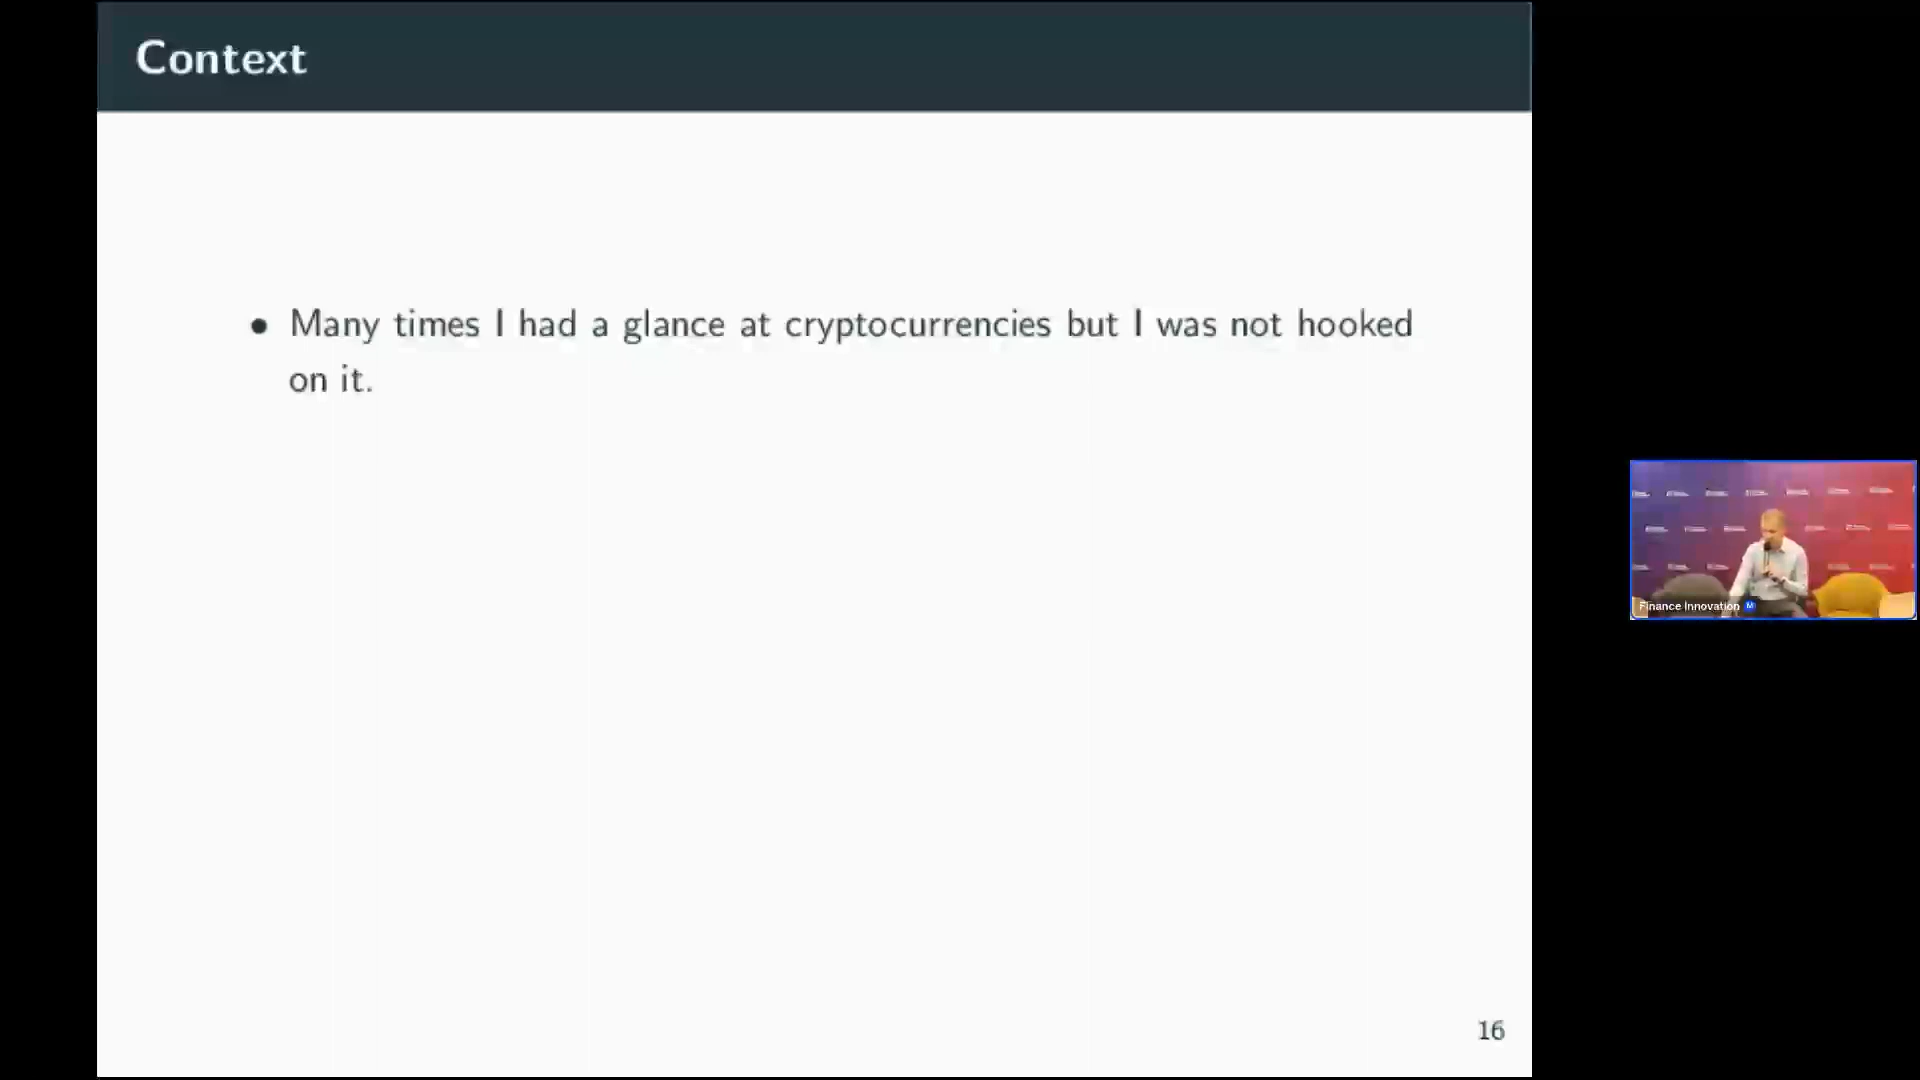 Context
• Many times I had a glance at cryptocurrencies but I was not hooked
on it.
16
Finance Innovation M